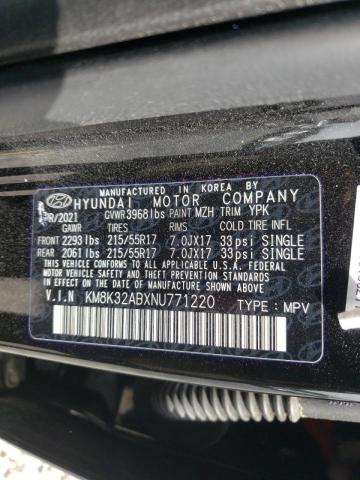 MANUFACTURED IN KOREA BY
HYUNDAI MOTOR COMPANY
APR/2021 GVWR 3968 lbs PAINT MZH TRIM YPK
GAWR TIRES RIMS COLD TIRE INFL.
FRONT 2293 lbs 215/55R17 7.0JX17 33 psi SINGLE
REAR 2061 lbs 215/55R17 7.0JX17 33 psi SINGLE
THIS VEHICLE CONFORMS TO ALL APPLICABLE
U.S.A. FEDERAL MOTOR VEHICLE SAFETY
BUMPER, AND THEFT PREVENTION STANDARDS
IN EFFECT ON THE DATE OF MANUFACTURE SHOWN ABOVE.
V.I.N KM8K32ABXNU771220 TYPE : MPV